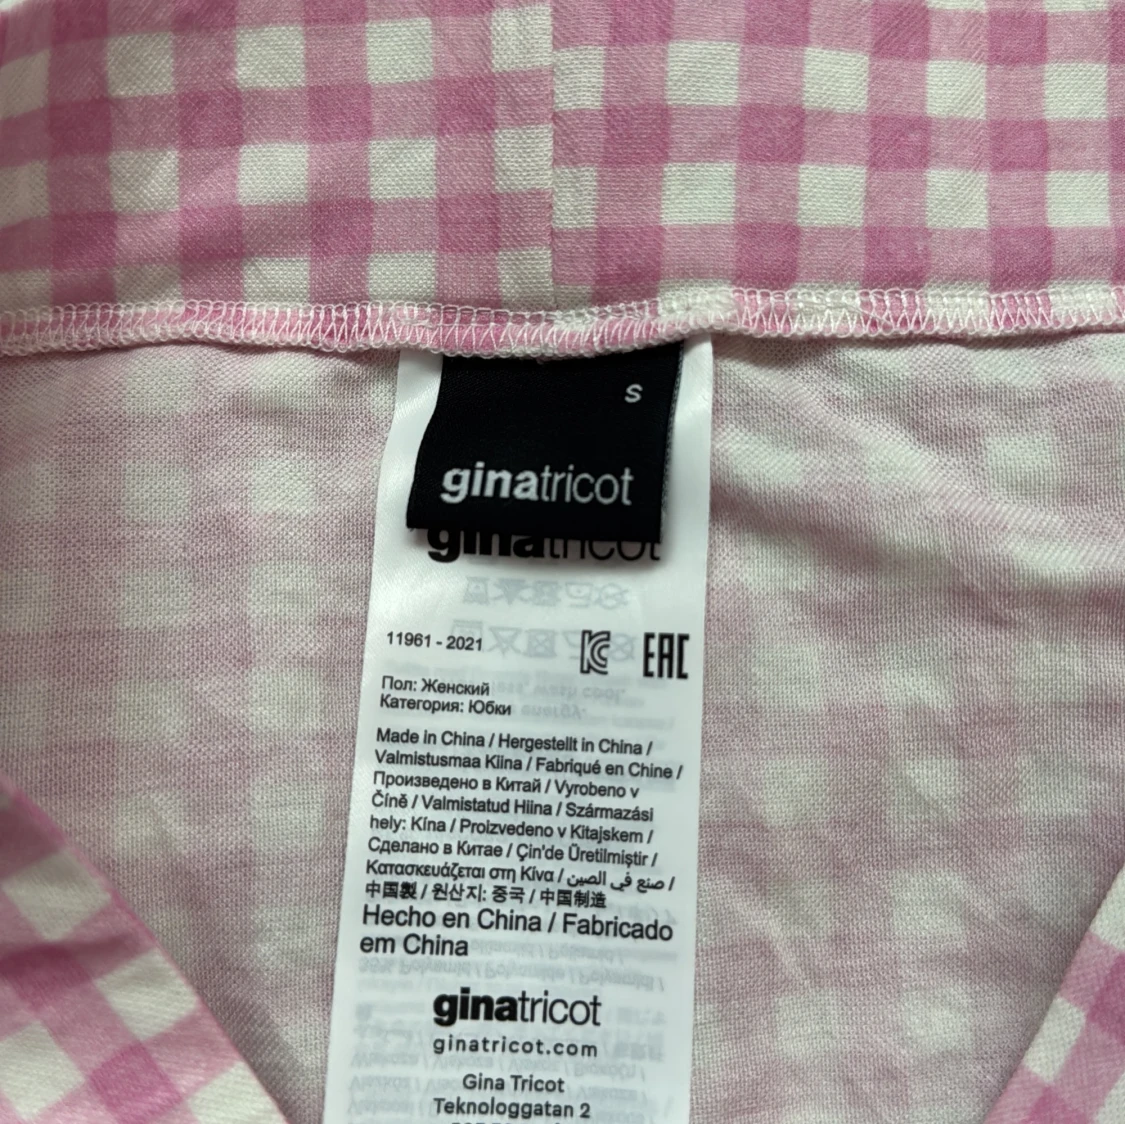 s
ginatricot
ginatricot
11961 - 2021
EAC
Пол: Женский
Категория: Юбки
Made in China / Hergestellt in China /
Valmistusmaa Kiina / Fabriqué en Chine /
Произведено в Китай / Vyrobeno v
Číně / Valmistatud Hiina / Származási
hely: Kína / Proizvedeno v Kitajskem /
Сделано в Китае / Çin'de Üretilmiştir /
Κατασκευάζεται στη Κίνα / صنع في الصين /
中国製 / 원산지: 중국 / 中国制造
Hecho en China / Fabricado
em China
ginatricot
ginatricot.com
Gina Tricot
Teknologgatan 2